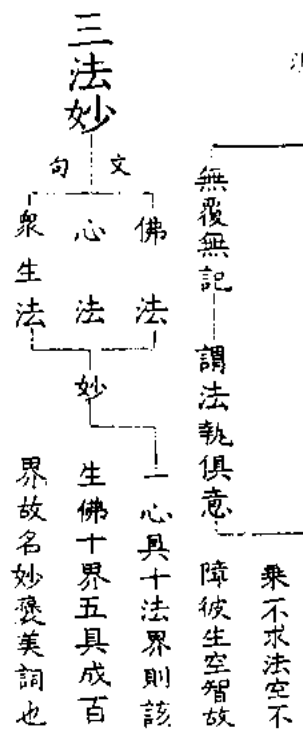 無覆無記
謂法執俱意
乘不求法空不
障彼生空智故
三法妙
文句
佛法
心法
眾生法
妙
一心具十法界則該
生佛十界五具成百
界故名妙褒美詞也